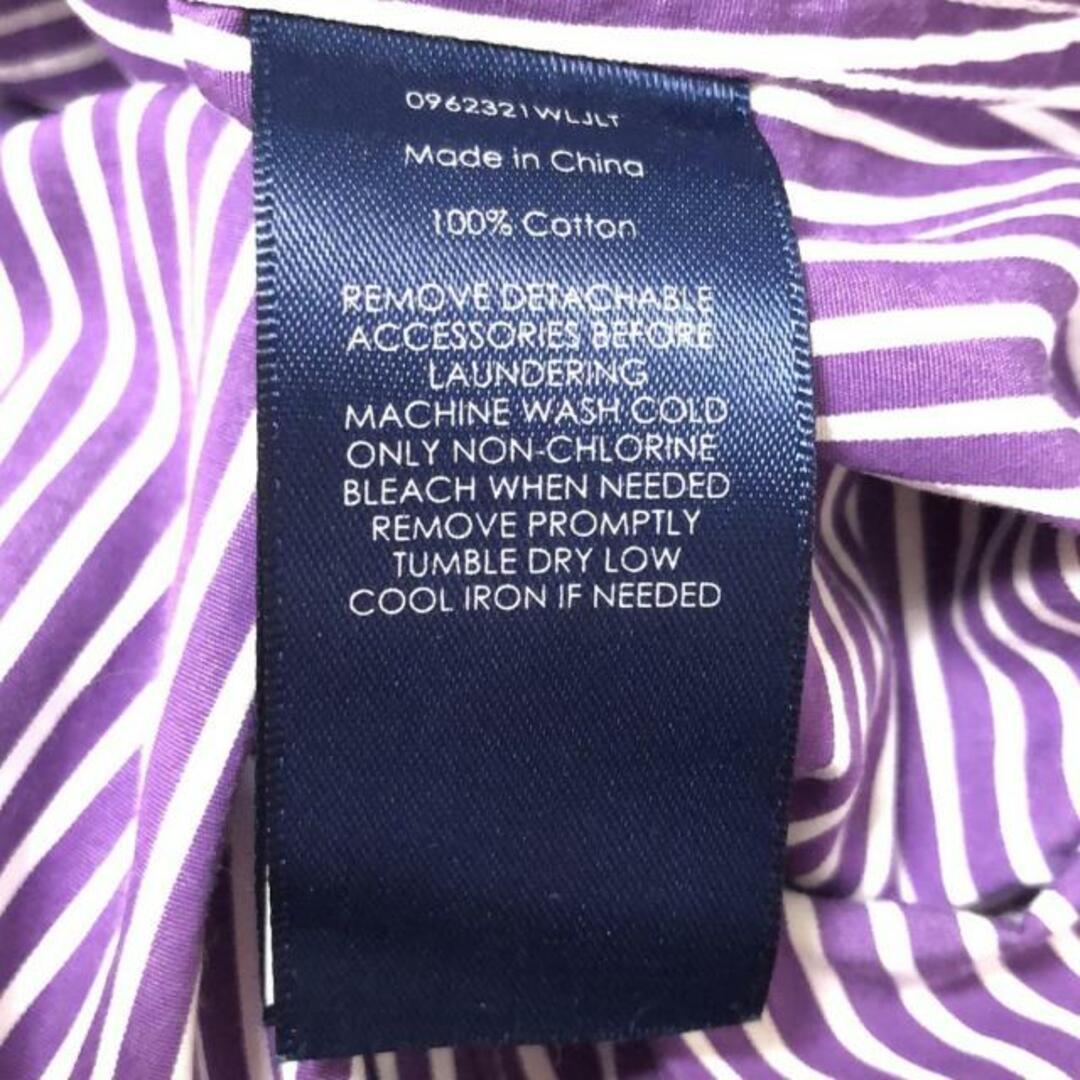 0962321WLJLT
Made in China
100% Cotton
REMOVE DETACHABLE
ACCESSORIES BEFORE
LAUNDERING
MACHINE WASH COLD
ONLY NON-CHLORINE
BLEACH WHEN NEEDED
REMOVE PROMPTLY
TUMBLE DRY LOW
COOL IRON IF NEEDED